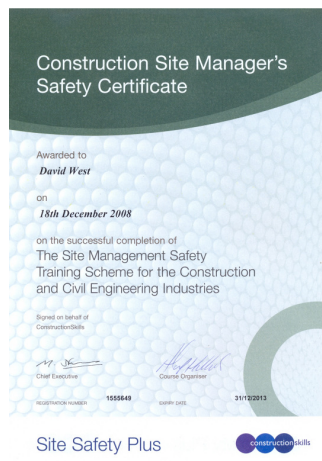 Construction Site Manager's
Safety Certificate
Awarded to
David West
on
18th December 2008
on the successful completion of
The Site Management Safety
Training Scheme for the Construction
and Civil Engineering Industries
Signed on behalf of
ConstructionSkills
Chief Executive
Course Organiser
REGISTRATION NUMBER 1555649 EXPIRY DATE 31/12/2013
Site Safety Plus
constructionskills